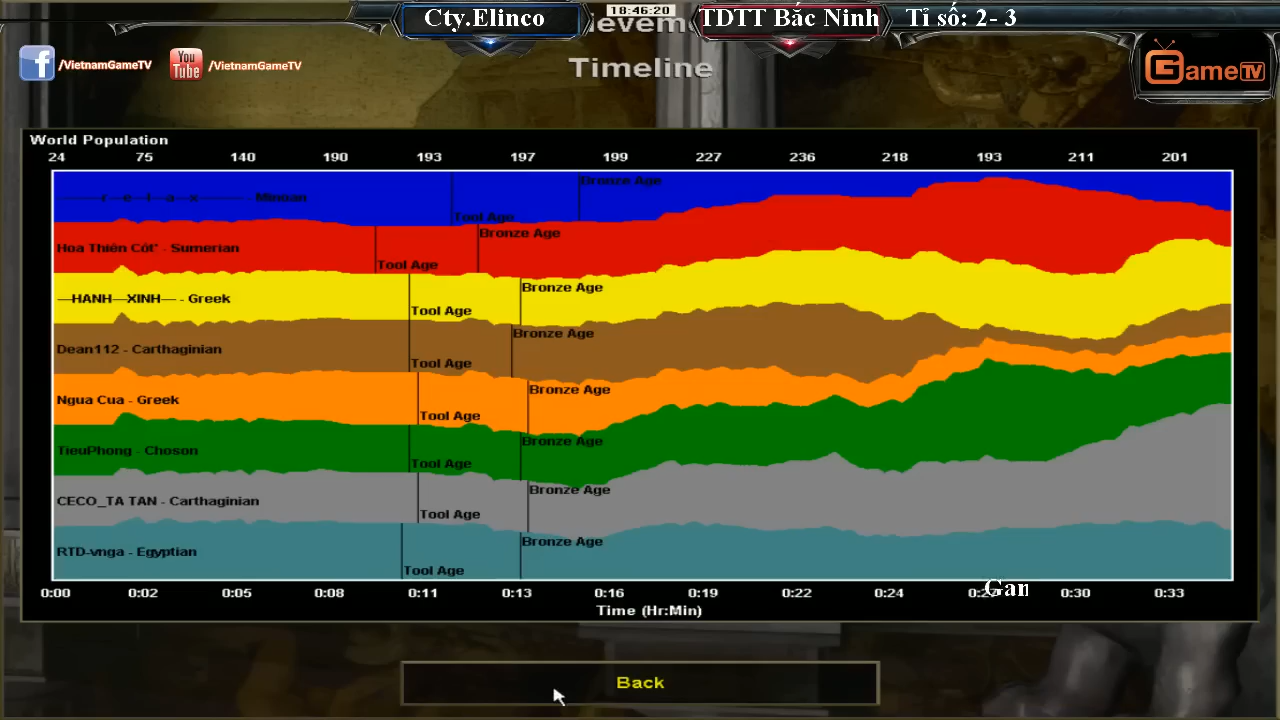 Cty.Elinco
18:46:20
TDTT Bắc Ninh
Tỉ số: 2- 3
Timeline
f /VietnamGameTV
You Tube /VietnamGameTV
GameTV
World Population
24 75 140 190 193 197 199 227 236 218 193 211 201
-------r---e---l---a---x------- Minoan
Tool Age
Bronze Age
Hoa Thiên Cót* - Sumerian
Tool Age
Bronze Age
—HANH—XINH— - Greek
Tool Age
Bronze Age
Dean112 - Carthaginian
Tool Age
Bronze Age
Ngua Cua - Greek
Tool Age
Bronze Age
TieuPhong - Choson
Tool Age
Bronze Age
CECO_TA TAN - Carthaginian
Tool Age
Bronze Age
RTD-vnga - Egyptian
Tool Age
Bronze Age
0:00 0:02 0:05 0:08 0:11 0:13 0:16 0:19 0:22 0:24 0:30 0:33
Gam
Time (Hr:Min)
Back